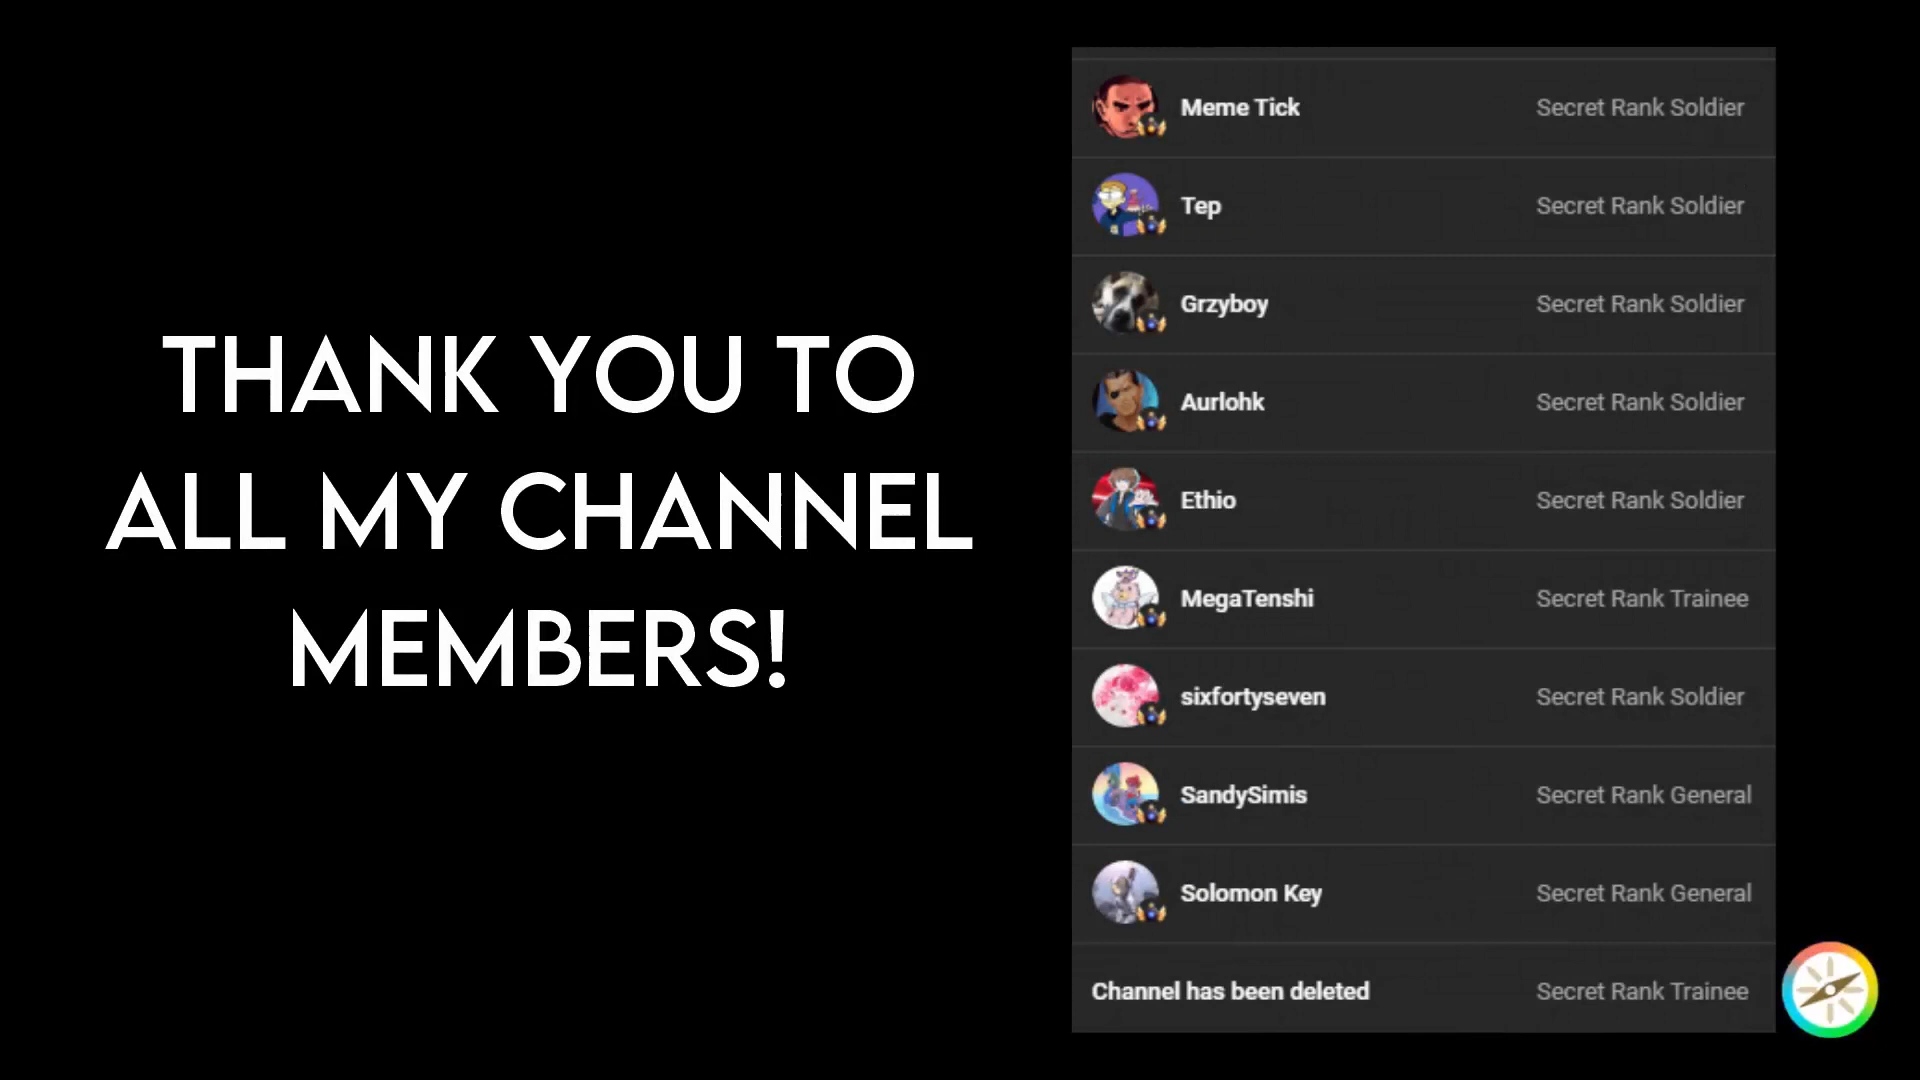 THANK YOU TO
ALL MY CHANNEL
MEMBERS!
Meme Tick Secret Rank Soldier
Tep Secret Rank Soldier
Grzyboy Secret Rank Soldier
Aurlohk Secret Rank Soldier
Ethio Secret Rank Soldier
MegaTenshi Secret Rank Trainee
sixfortyseven Secret Rank Soldier
SandySimis Secret Rank General
Solomon Key Secret Rank General
Channel has been deleted Secret Rank Trainee